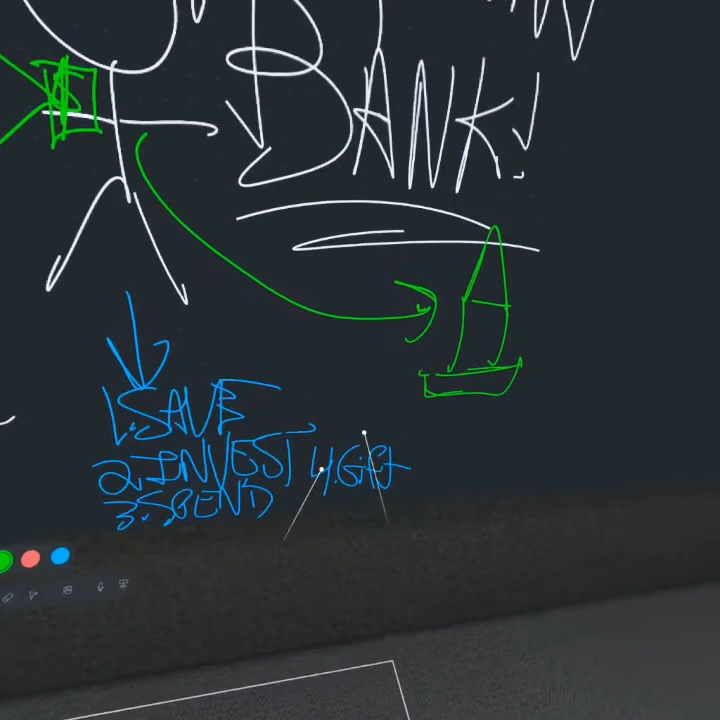 BANK!
$
1. SAVE
2. INVEST 4. Gift
3. SPEND